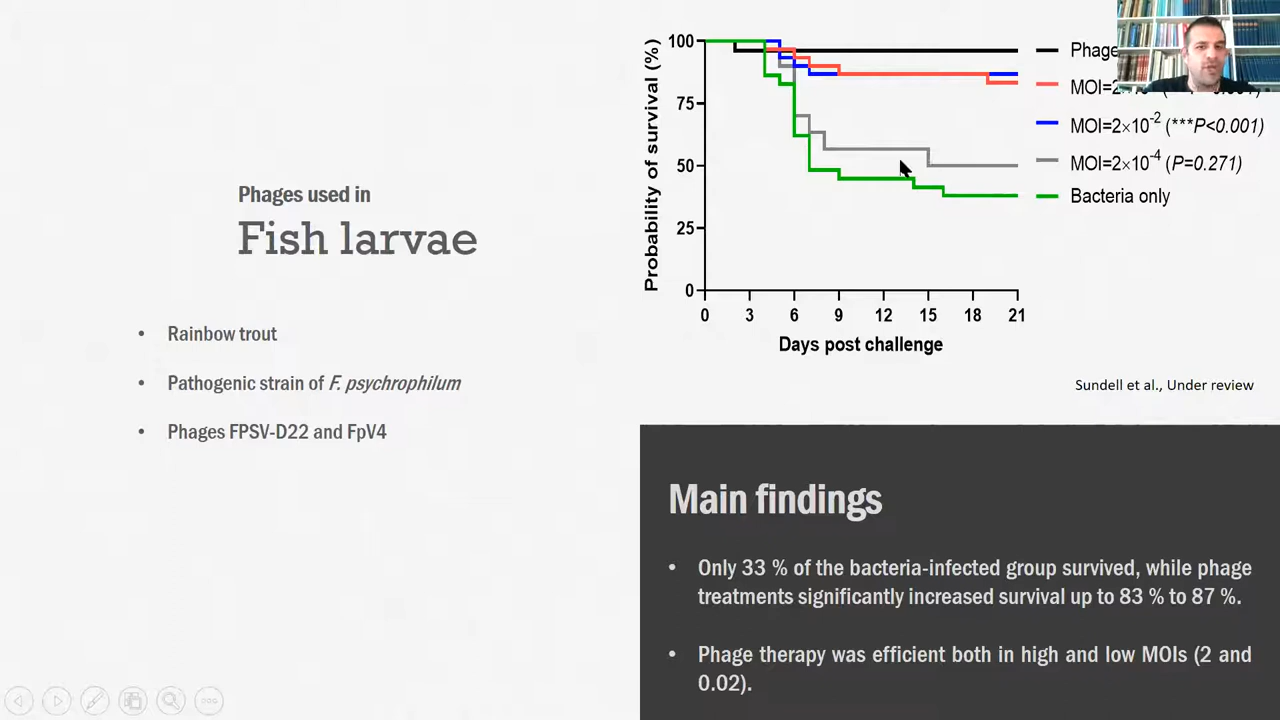 Phages used in
Fish larvae
• Rainbow trout
• Pathogenic strain of F. psychrophilum
• Phages FPSV-D22 and FpV4
Probability of survival (%)
100
75
50
25
0
0 3 6 9 12 15 18 21
Days post challenge
MOI=2×10⁻² (***P<0.001)
MOI=2×10⁻⁴ (P=0.271)
Bacteria only
Sundell et al., Under review
Main findings
• Only 33 % of the bacteria-infected group survived, while phage
treatments significantly increased survival up to 83 % to 87 %.
• Phage therapy was efficient both in high and low MOIs (2 and
0.02).